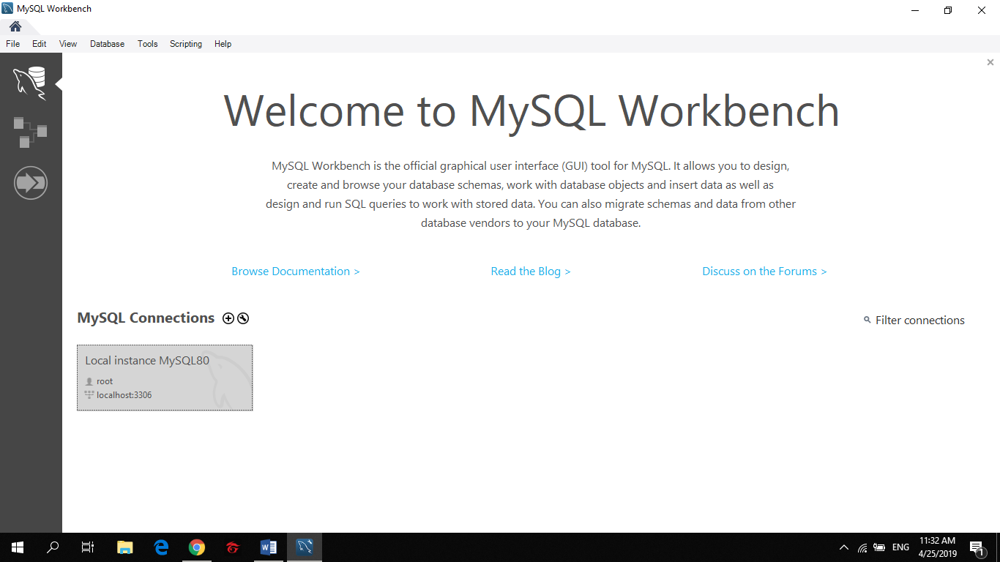 MySQL Workbench
File Edit View Database Tools Scripting Help
Welcome to MySQL Workbench
MySQL Workbench is the official graphical user interface (GUI) tool for MySQL. It allows you to design,
create and browse your database schemas, work with database objects and insert data as well as
design and run SQL queries to work with stored data. You can also migrate schemas and data from other
database vendors to your MySQL database.
Browse Documentation > Read the Blog > Discuss on the Forums >
MySQL Connections
Filter connections
Local instance MySQL80
root
localhost:3306
ENG
11:32 AM
4/25/2019
1